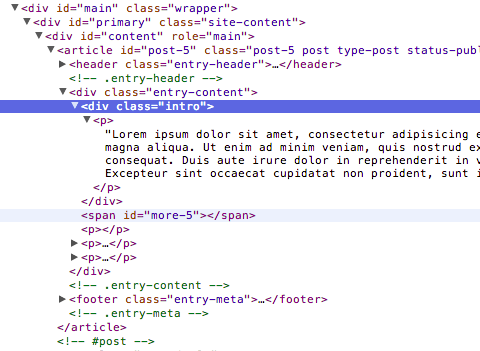 ▼<div id="main" class="wrapper">
▼<div id="primary" class="site-content">
▼<div id="content" role="main">
▼<article id="post-5" class="post-5 post type-post status-publ
▶<header class="entry-header">…</header>
<!-- .entry-header -->
▼<div class="entry-content">
▼<div class="intro">
▼<p>
"Lorem ipsum dolor sit amet, consectetur adipisicing e
magna aliqua. Ut enim ad minim veniam, quis nostrud ex
consequat. Duis aute irure dolor in reprehenderit in v
Excepteur sint occaecat cupidatat non proident, sunt i
</p>
</div>
<span id="more-5"></span>
<p></p>
▶<p>…</p>
▶<p>…</p>
</div>
<!-- .entry-content -->
▶<footer class="entry-meta">…</footer>
<!-- .entry-meta -->
</article>
<!-- #post -->